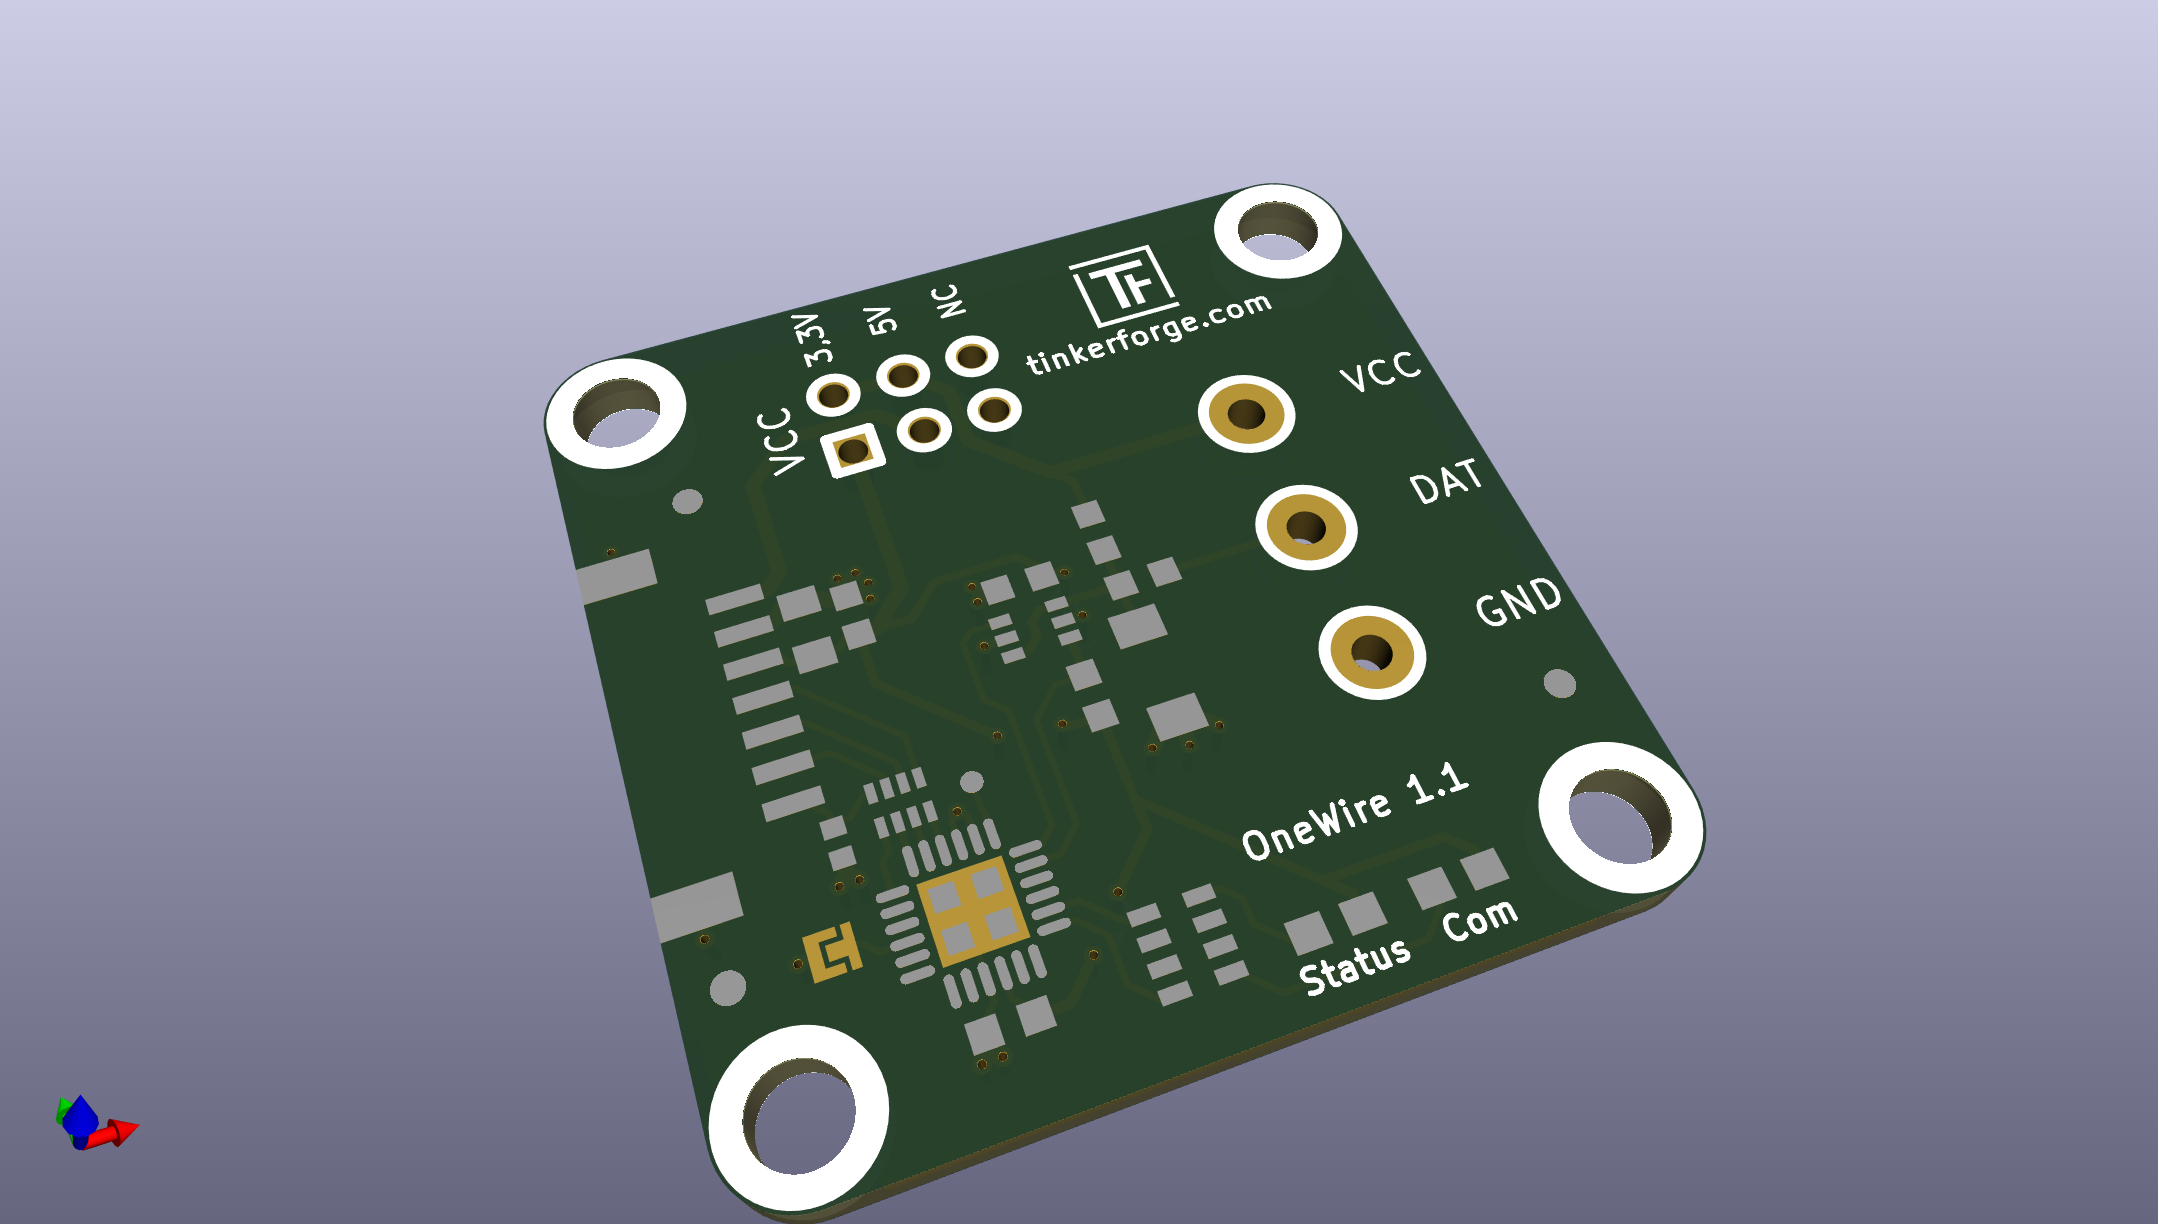 3.3V
5V
NC
VCC
TF
tinkerforge.com
VCC
DAT
GND
OneWire 1.1
Status
Com